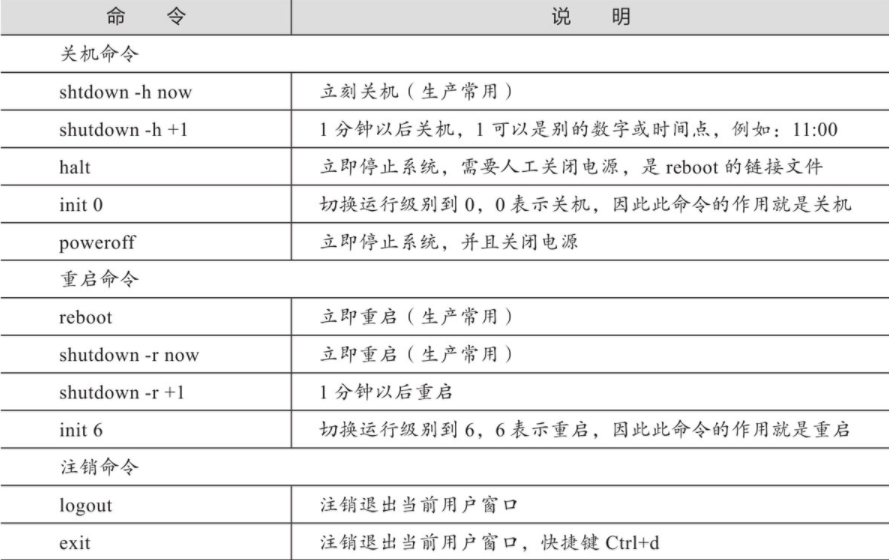 命 令 说 明
关机命令
shtdown -h now 立刻关机（生产常用）
shutdown -h +1 1 分钟以后关机，1 可以是别的数字或时间点，例如：11:00
halt 立即停止系统，需要人工关闭电源，是 reboot 的链接文件
init 0 切换运行级别到 0，0 表示关机，因此此命令的作用就是关机
poweroff 立即停止系统，并且关闭电源
重启命令
reboot 立即重启（生产常用）
shutdown -r now 立即重启（生产常用）
shutdown -r +1 1 分钟以后重启
init 6 切换运行级别到 6，6 表示重启，因此此命令的作用就是重启
注销命令
logout 注销退出当前用户窗口
exit 注销退出当前用户窗口，快捷键 Ctrl+d